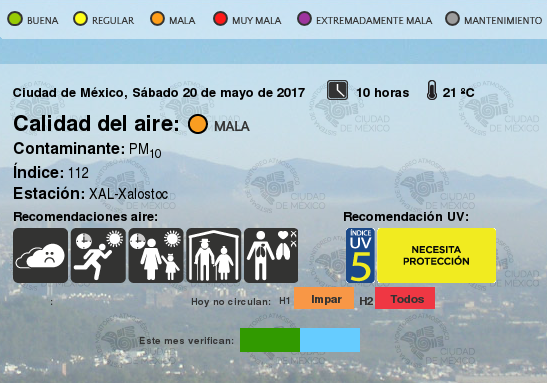 BUENA REGULAR MALA MUY MALA EXTREMADAMENTE MALA MANTENIMIENTO
Ciudad de México, Sábado 20 de mayo de 2017 10 horas 21 ºC
Calidad del aire: MALA
Contaminante: PM10
Índice: 112
Estación: XAL-Xalostoc
Recomendaciones aire: Recomendación UV:
ÍNDICE
UV
5
NECESITA
PROTECCIÓN
: Hoy no circulan: H1 Impar H2 Todos
Este mes verifican:
CIUDAD
DE MÉXICO